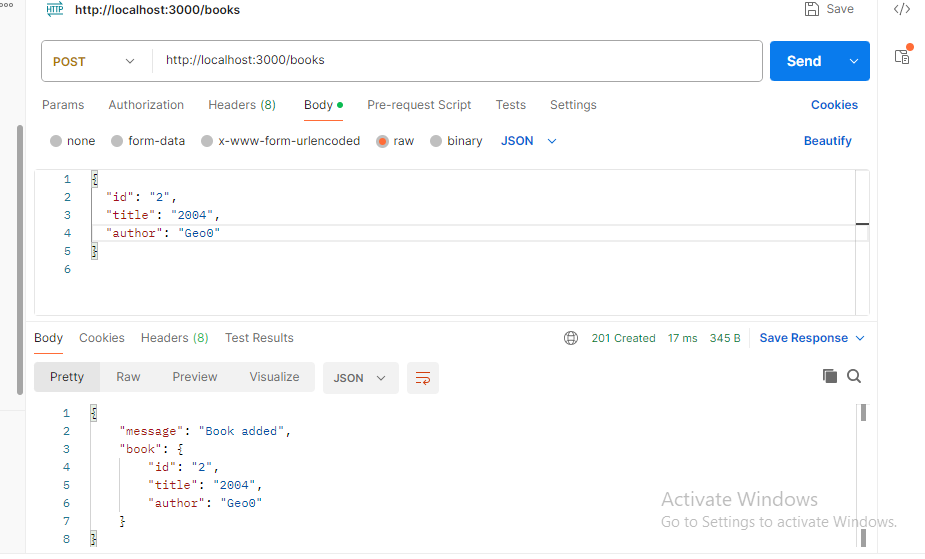 HTTP http://localhost:3000/books Save </>
POST http://localhost:3000/books Send
Params Authorization Headers (8) Body Pre-request Script Tests Settings Cookies
none form-data x-www-form-urlencoded raw binary JSON Beautify
1 {
2 "id": "2",
3 "title": "2004",
4 "author": "Geo0"
5 }
6
Body Cookies Headers (8) Test Results 201 Created 17 ms 345 B Save Response
Pretty Raw Preview Visualize JSON
1 {
2 "message": "Book added",
3 "book": {
4 "id": "2",
5 "title": "2004",
6 "author": "Geo0"
7 }
8 }
Activate Windows
Go to Settings to activate Windows.